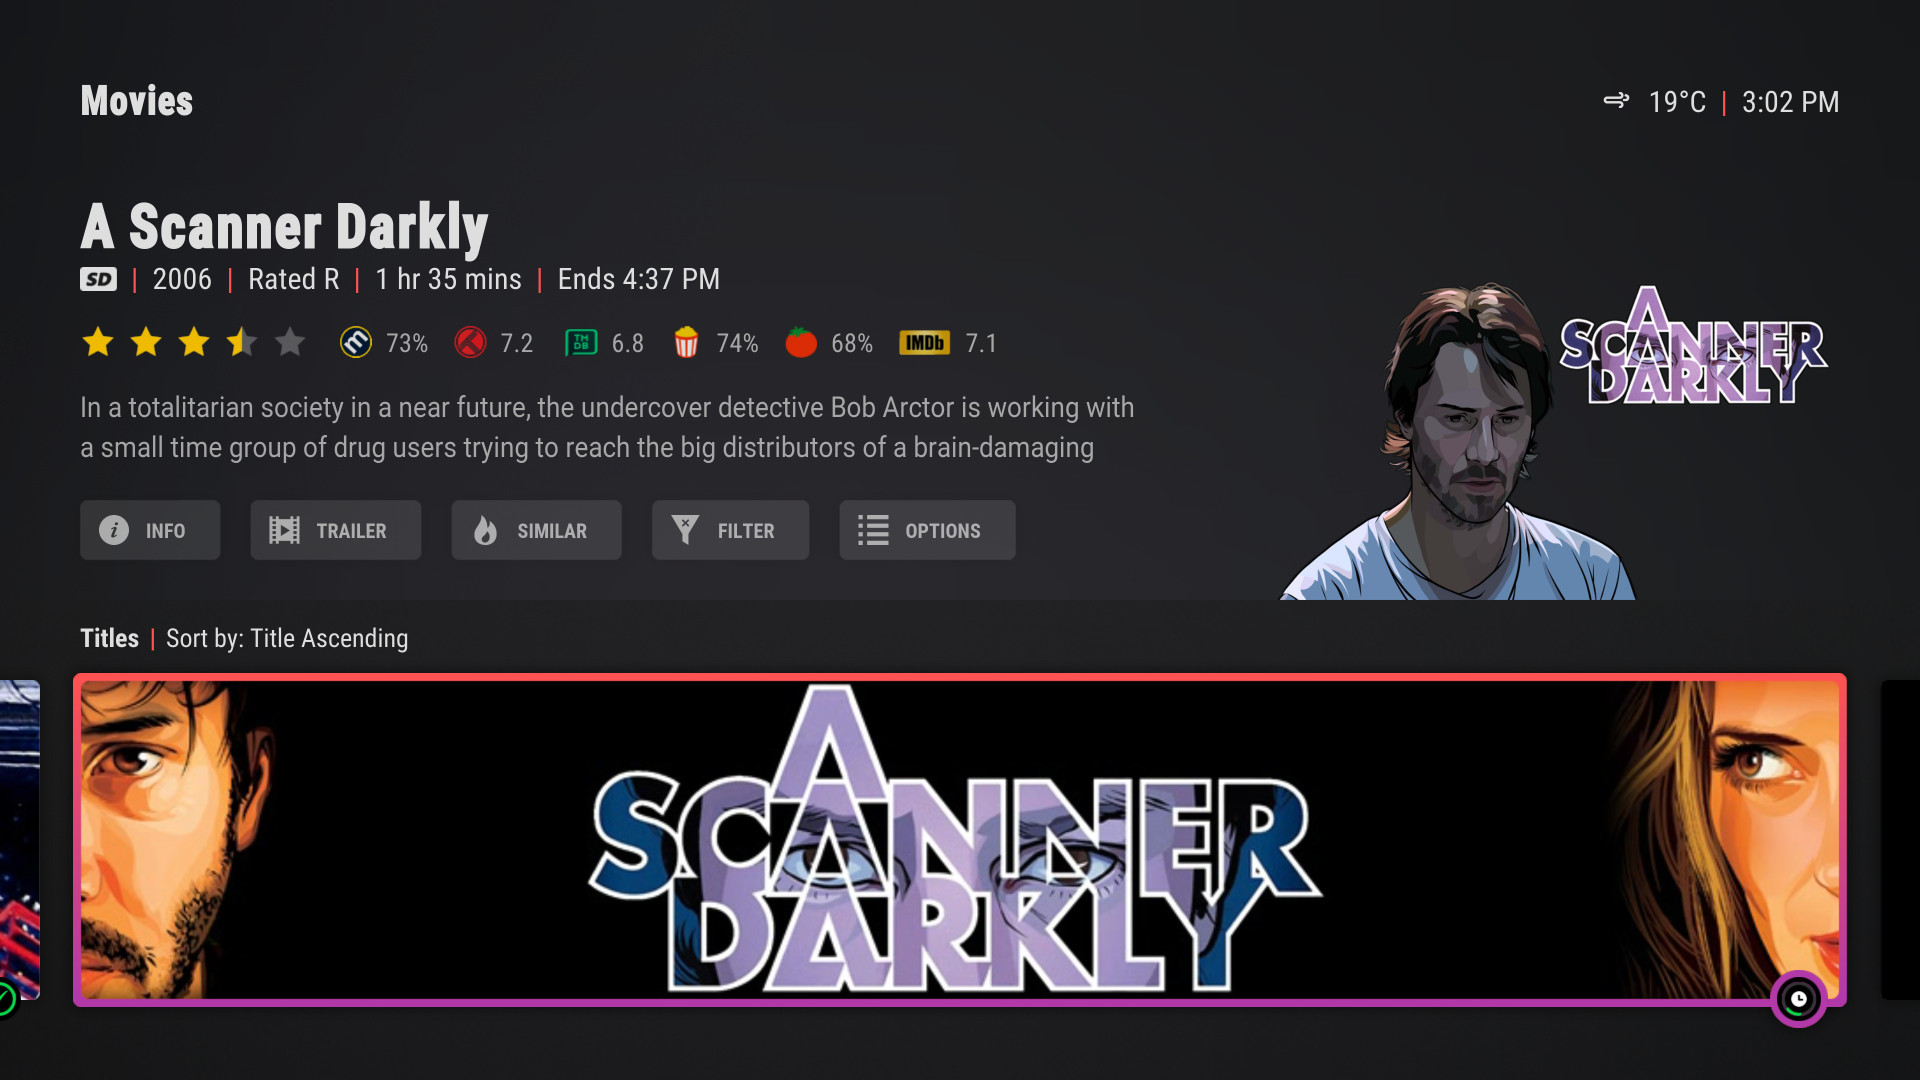 Movies
19°C | 3:02 PM
A Scanner Darkly
SD | 2006 | Rated R | 1 hr 35 mins | Ends 4:37 PM
m 73% 7.2 TMDB 6.8 74% 68% IMDb 7.1
In a totalitarian society in a near future, the undercover detective Bob Arctor is working with
a small time group of drug users trying to reach the big distributors of a brain-damaging
A
SCANNER
DARKLY
INFO TRAILER SIMILAR FILTER OPTIONS
Titles | Sort by: Title Ascending
A
SCANNER
DARKLY